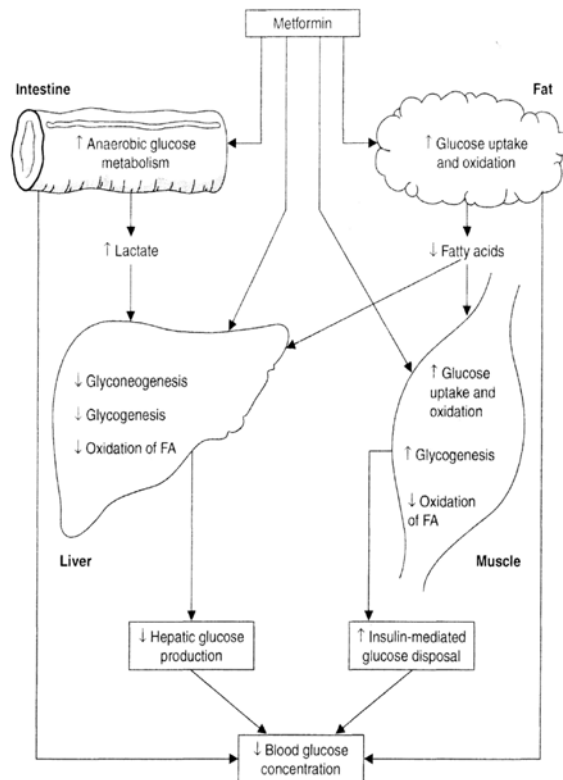 Metformin
Intestine
Fat
↑ Anaerobic glucose
metabolism
↑ Glucose uptake
and oxidation
↑ Lactate
↓ Fatty acids
↓ Glyconeogenesis
↓ Glycogenesis
↓ Oxidation of FA
↑ Glucose
uptake and
oxidation
↑ Glycogenesis
↓ Oxidation
of FA
Liver
Muscle
↓ Hepatic glucose
production
↑ Insulin-mediated
glucose disposal
↓ Blood glucose
concentration